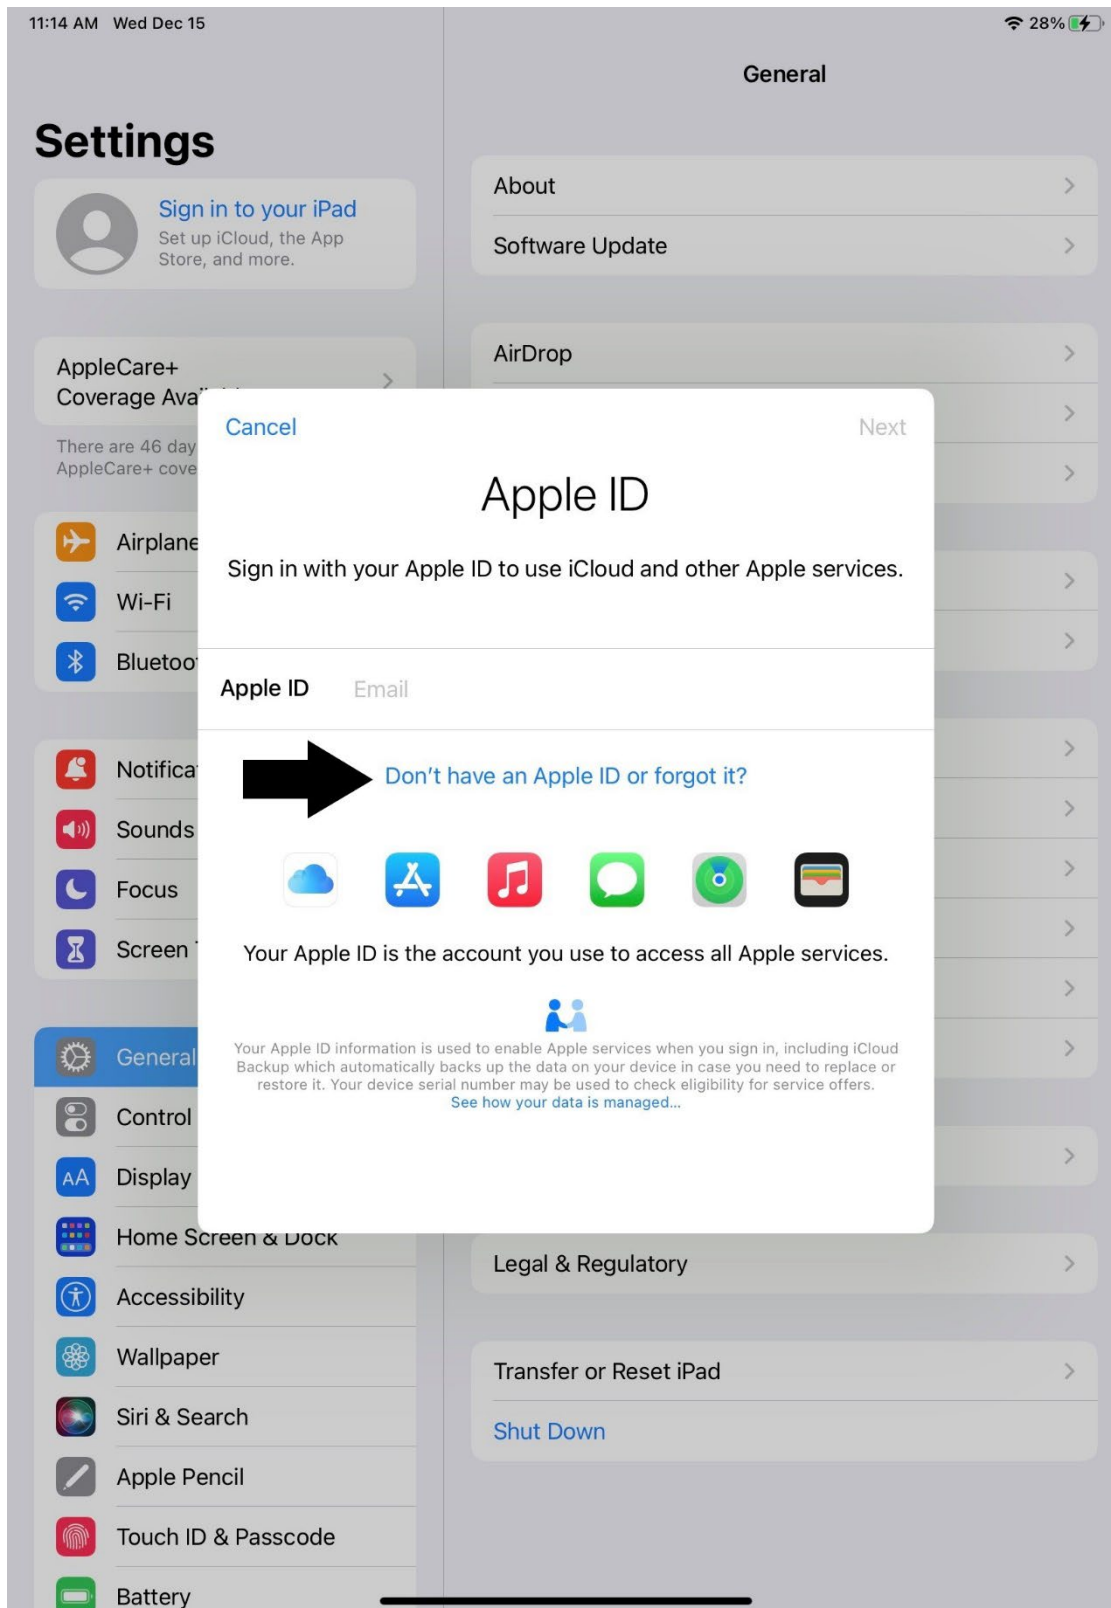 11:14 AM Wed Dec 15
28%
General
Settings
Sign in to your iPad
Set up iCloud, the App
Store, and more.
AppleCare+
Coverage Ava
There are 46 day
AppleCare+ cove
Airplane
Wi-Fi
Bluetoo
Notifica
Sounds
Focus
Screen
General
Control
Display
Home Screen & Dock
Accessibility
Wallpaper
Siri & Search
Apple Pencil
Touch ID & Passcode
Battery
About
Software Update
AirDrop
Legal & Regulatory
Transfer or Reset iPad
Shut Down
Cancel
Next
Apple ID
Sign in with your Apple ID to use iCloud and other Apple services.
Apple ID Email
Don't have an Apple ID or forgot it?
Your Apple ID is the account you use to access all Apple services.
Your Apple ID information is used to enable Apple services when you sign in, including iCloud
Backup which automatically backs up the data on your device in case you need to replace or
restore it. Your device serial number may be used to check eligibility for service offers.
See how your data is managed...